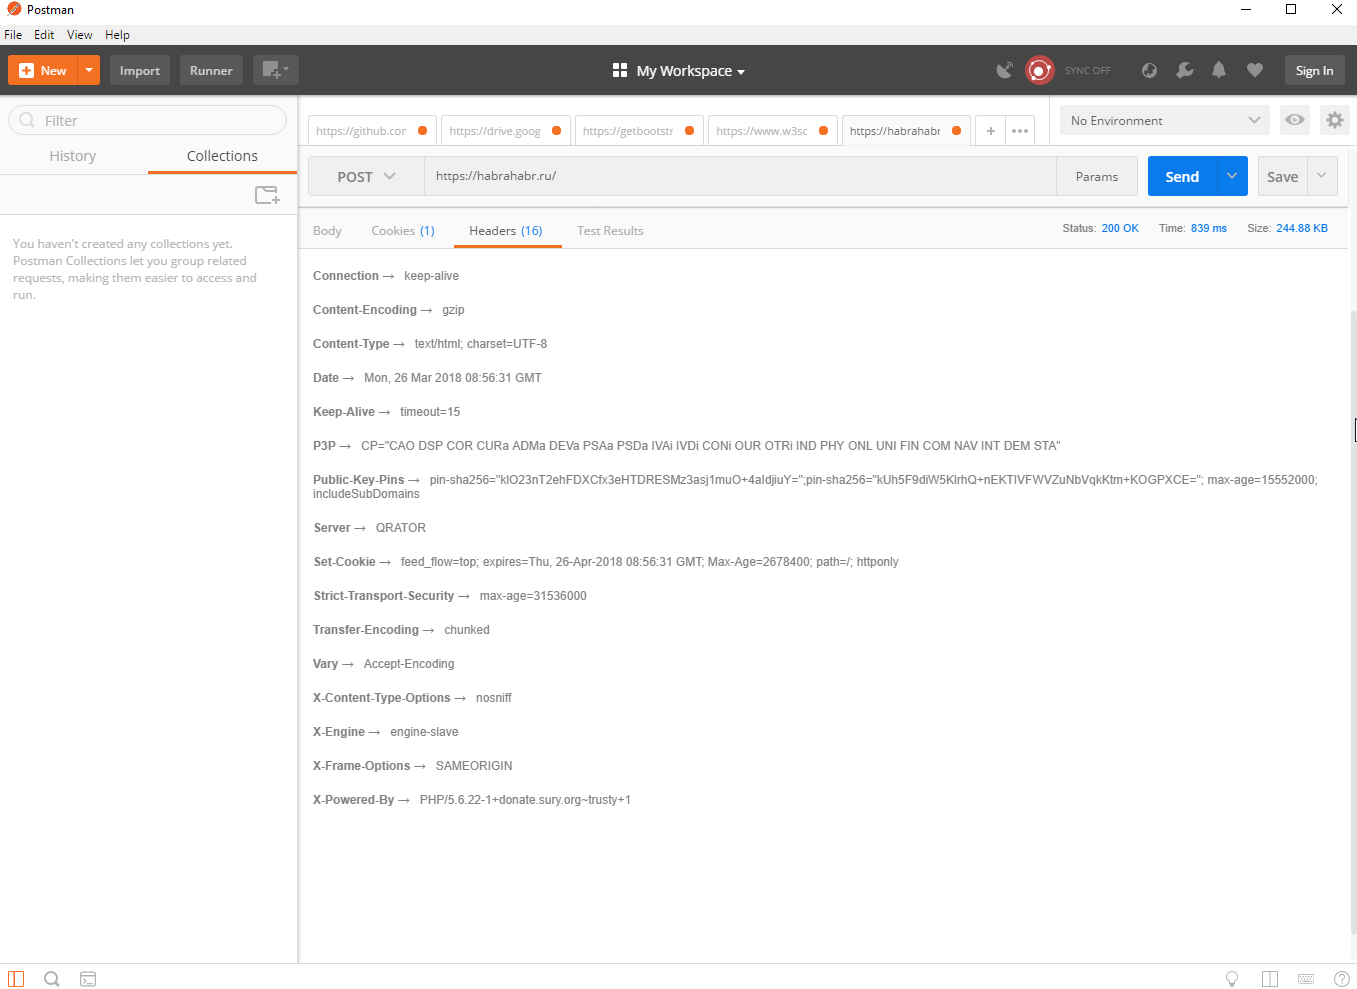 Postman
File Edit View Help
New Import Runner My Workspace SYNC OFF Sign In
Filter
History Collections
You haven't created any collections yet.
Postman Collections let you group related
requests, making them easier to access and
run.
https://github.con https://drive.goog https://getbootstr https://www.w3sc https://habrahabr + ••• No Environment
POST https://habrahabr.ru/ Params Send Save
Body Cookies (1) Headers (16) Test Results Status: 200 OK Time: 839 ms Size: 244.88 KB
Connection → keep-alive
Content-Encoding → gzip
Content-Type → text/html; charset=UTF-8
Date → Mon, 26 Mar 2018 08:56:31 GMT
Keep-Alive → timeout=15
P3P → CP="CAO DSP COR CURa ADMa DEVa PSAa PSDa IVAi IVDi CONi OUR OTRi IND PHY ONL UNI FIN COM NAV INT DEM STA"
Public-Key-Pins → pin-sha256="klO23nT2ehFDXCfx3eHTDRESMz3asj1muO+4aIdjiuY=";pin-sha256="kUh5F9diW5KlrhQ+nEKTIVFWVZuNbVqkKtm+KOGPXCE="; max-age=15552000;
includeSubDomains
Server → QRATOR
Set-Cookie → feed_flow=top; expires=Thu, 26-Apr-2018 08:56:31 GMT; Max-Age=2678400; path=/; httponly
Strict-Transport-Security → max-age=31536000
Transfer-Encoding → chunked
Vary → Accept-Encoding
X-Content-Type-Options → nosniff
X-Engine → engine-slave
X-Frame-Options → SAMEORIGIN
X-Powered-By → PHP/5.6.22-1+donate.sury.org~trusty+1